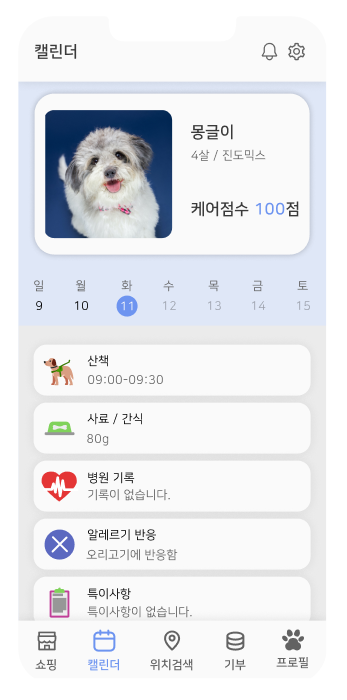 캘린더
몽글이
4살 / 진도믹스
케어점수 100점
일 월 화 수 목 금 토
9 10 11 12 13 14 15
산책
09:00-09:30
사료 / 간식
80g
병원 기록
기록이 없습니다.
알레르기 반응
오리고기에 반응함
특이사항
특이사항이 없습니다.
쇼핑 캘린더 위치검색 기부 프로필